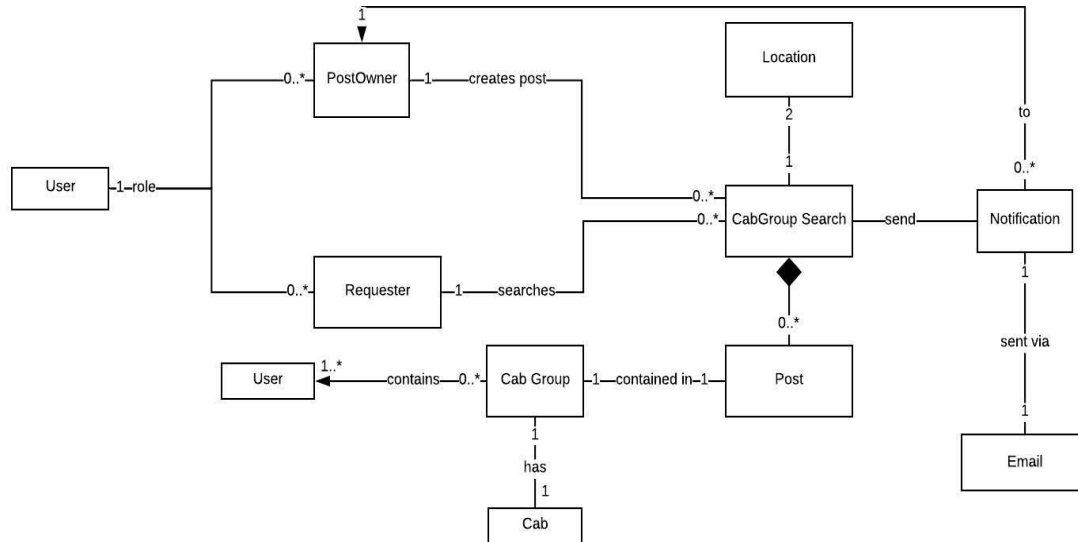 1
Location
0..*
PostOwner
1
creates post
2
to
1
0..*
User
1
role
0..*
CabGroup Search
send
Notification
0..*
1
0..*
Requester
1
searches
0..*
sent via
User
1..*
contains
0..*
Cab Group
1
contained in
1
Post
1
1
has
Email
1
Cab